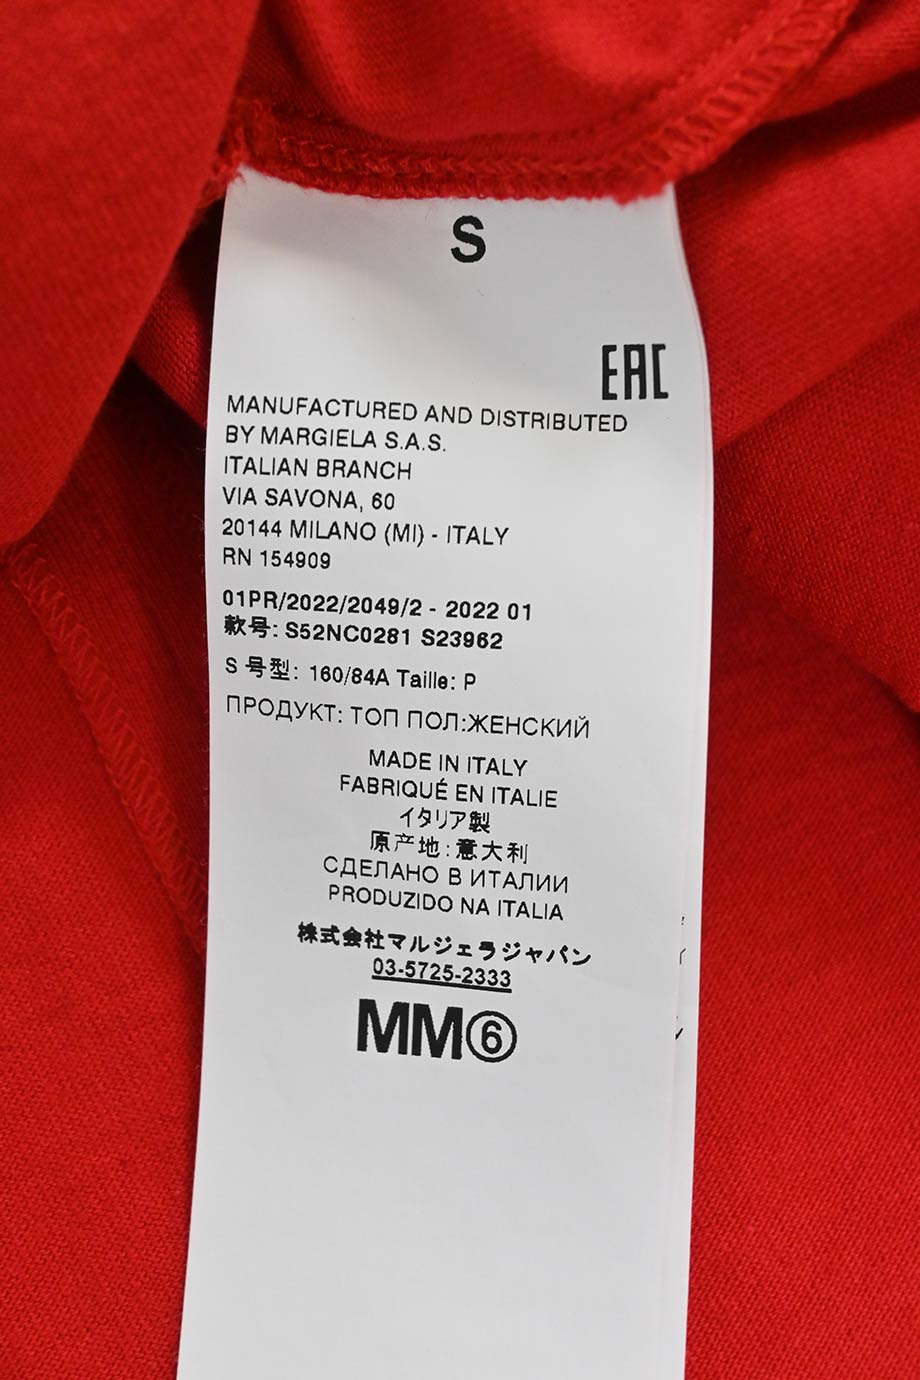 S
EAC
MANUFACTURED AND DISTRIBUTED
BY MARGIELA S.A.S.
ITALIAN BRANCH
VIA SAVONA, 60
20144 MILANO (MI) - ITALY
RN 154909
01PR/2022/2049/2 - 2022 01
款号: S52NC0281 S23962
S 号型: 160/84A Taille: P
ПРОДУКТ: ТОП ПОЛ:ЖЕНСКИЙ
MADE IN ITALY
FABRIQUÉ EN ITALIE
イタリア製
原产地:意大利
СДЕЛАНО В ИТАЛИИ
PRODUZIDO NA ITALIA
株式会社マルジェラジャパン
03-5725-2333
MM⑥